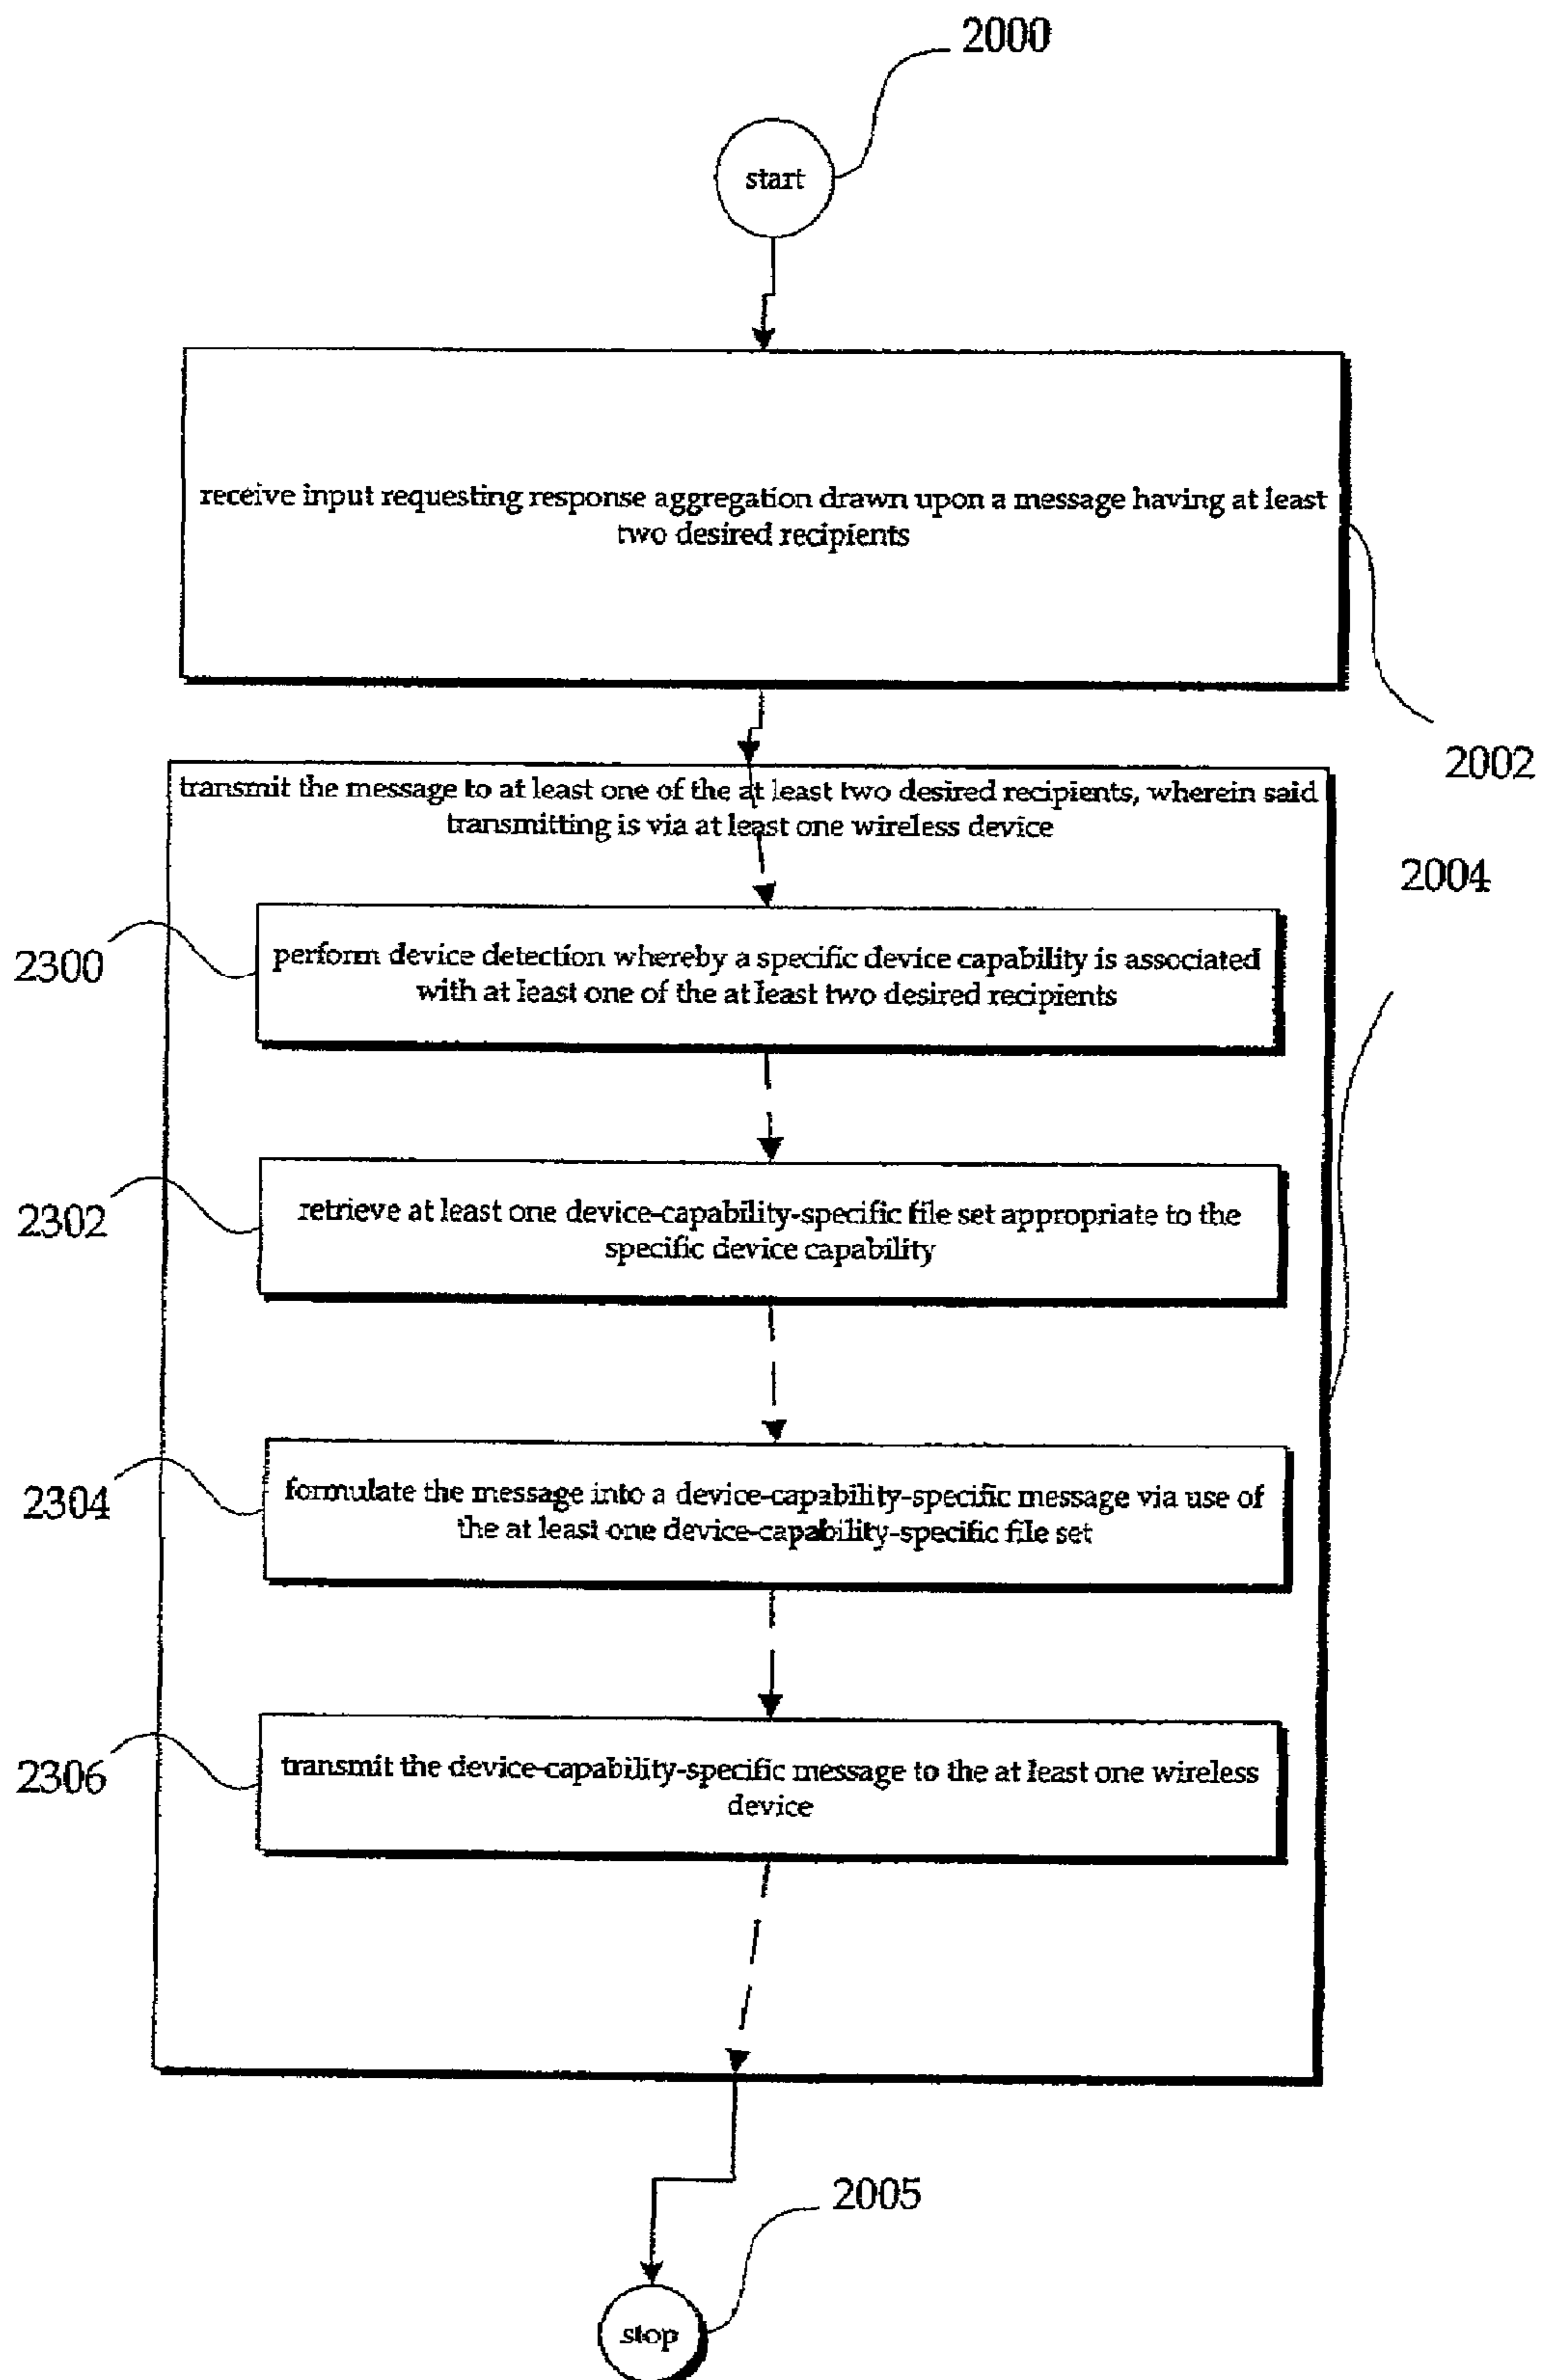 2000
start
receive input requesting response aggregation drawn upon a message having at least
two desired recipients
2002
transmit the message to at least one of the at least two desired recipients, wherein said
transmitting is via at least one wireless device
2004
2300
perform device detection whereby a specific device capability is associated
with at least one of the at least two desired recipients
2302
retrieve at least one device-capability-specific file set appropriate to the
specific device capability
2304
formulate the message into a device-capability-specific message via use of
the at least one device-capability-specific file set
2306
transmit the device-capability-specific message to the at least one wireless
device
2005
stop